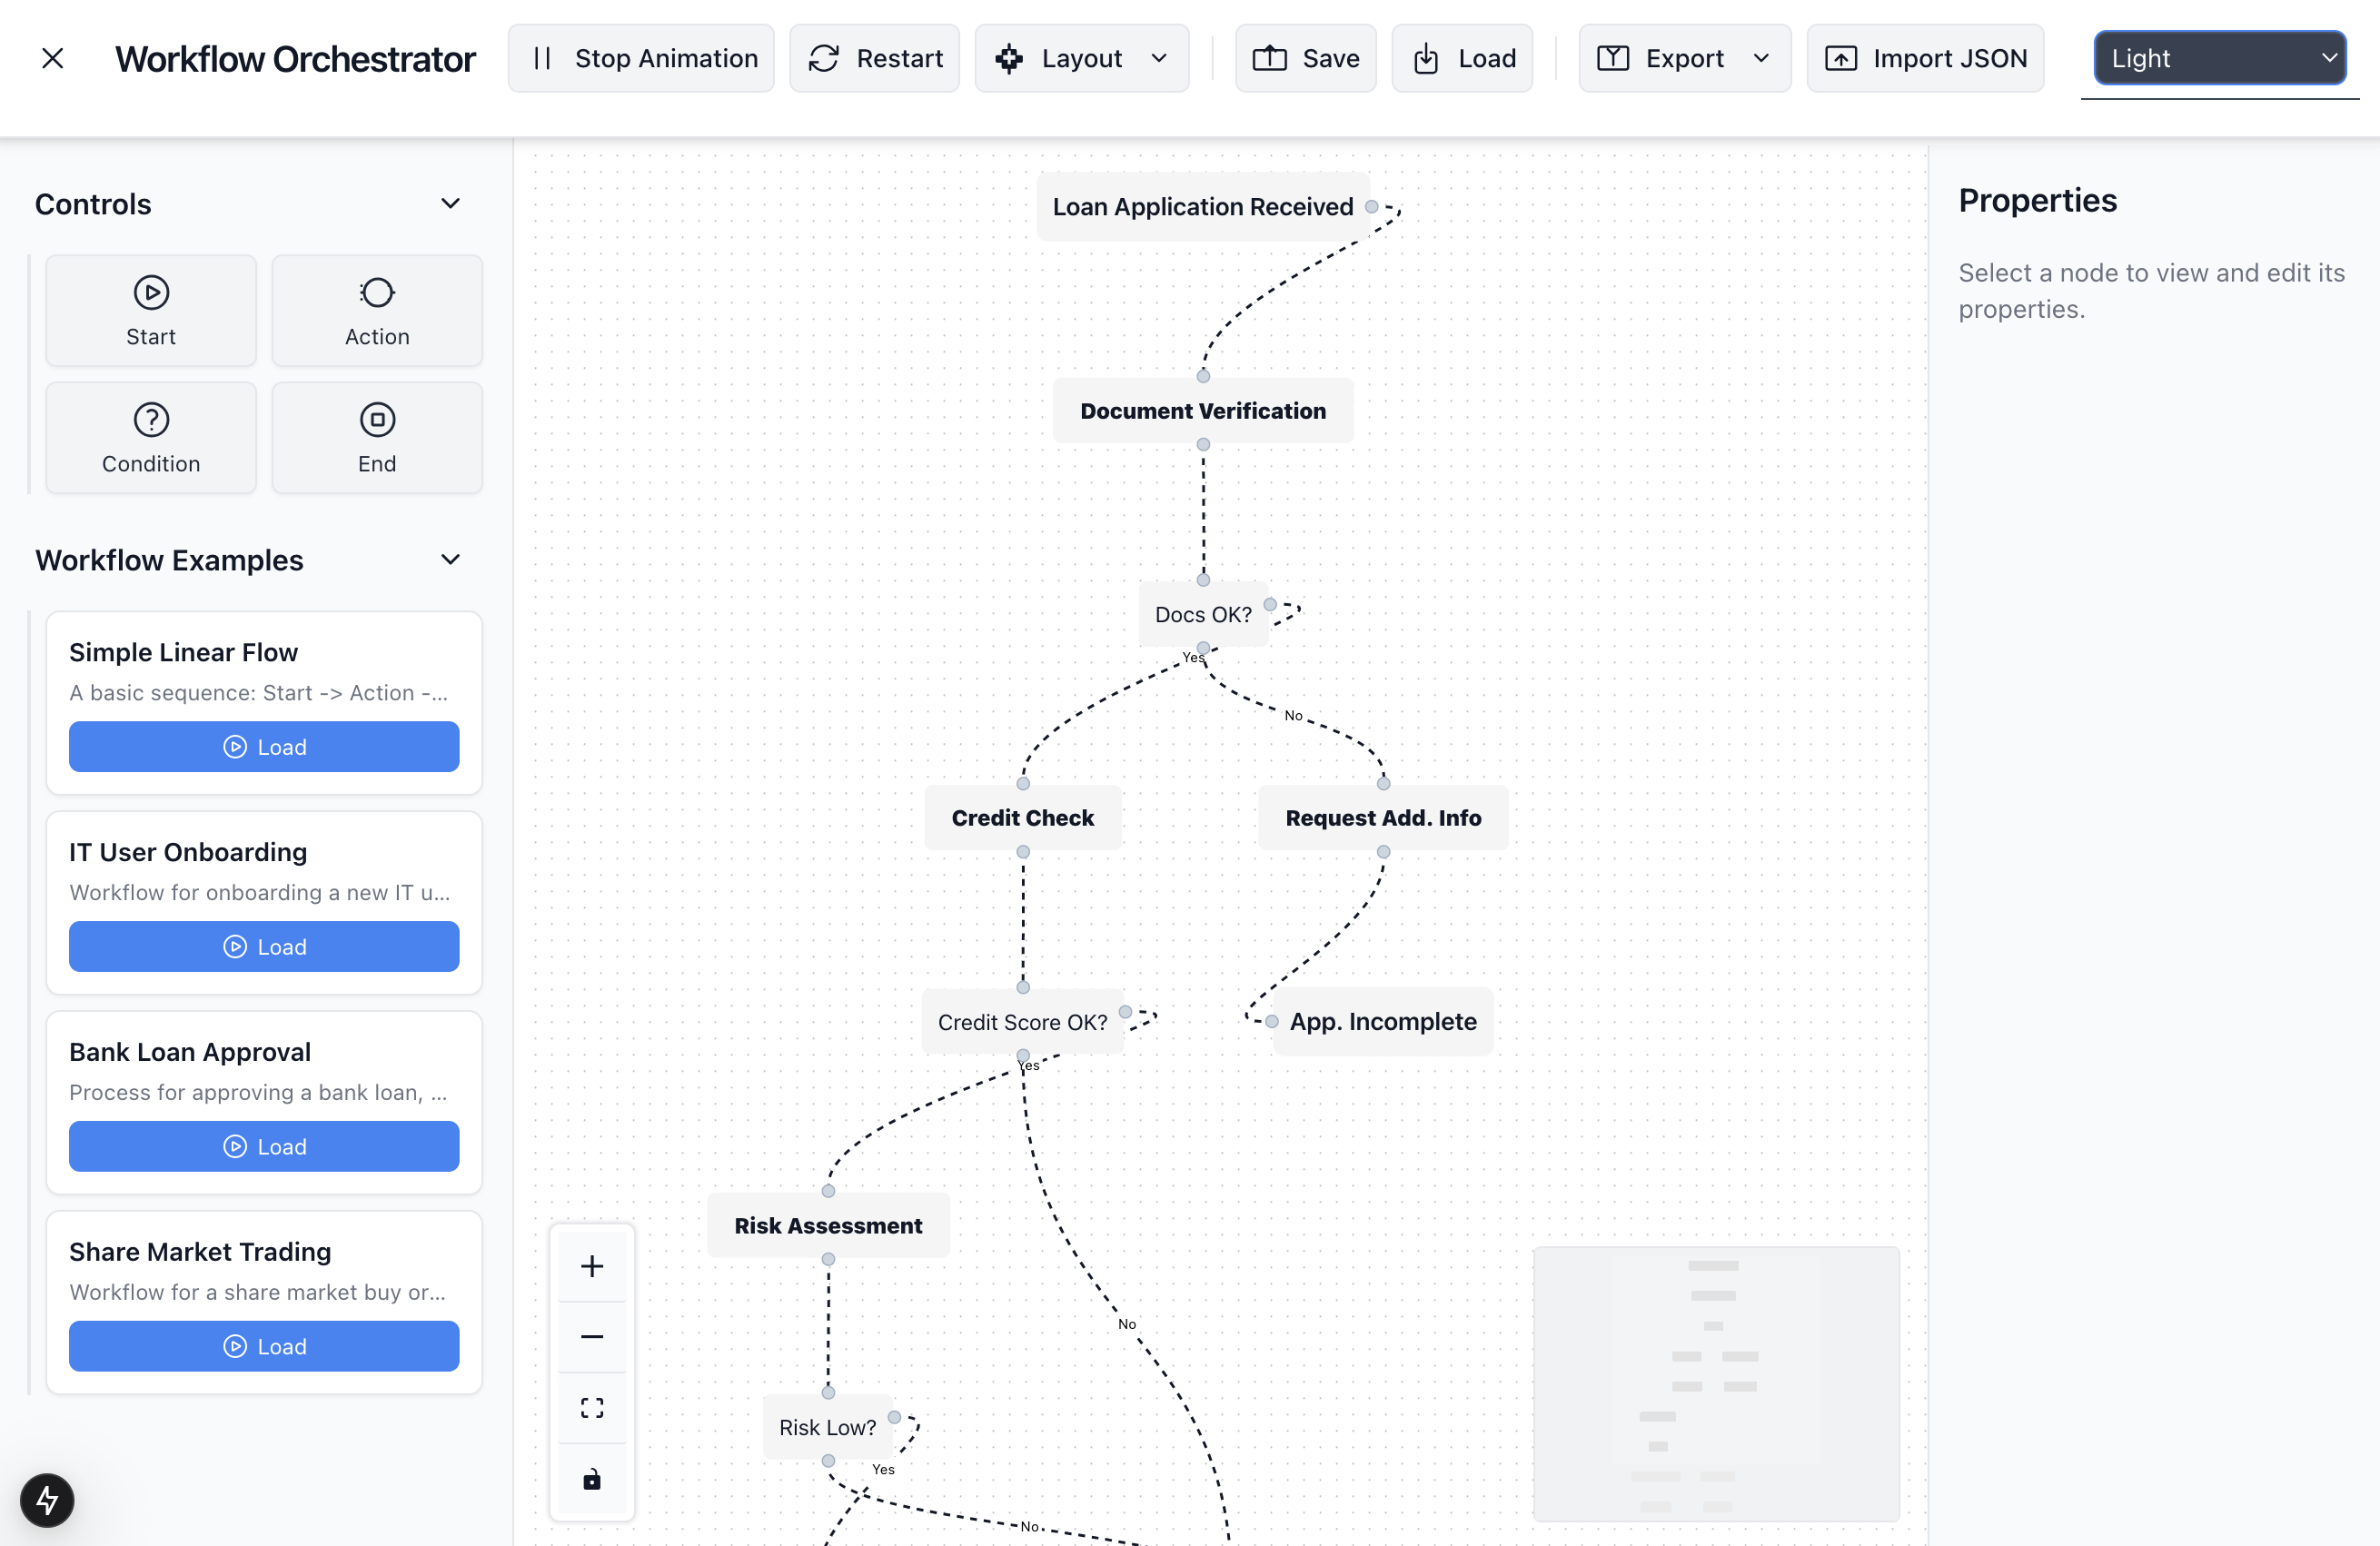 Workflow Orchestrator
Stop Animation
Restart
Layout
Save
Load
Export
Import JSON
Light
Controls
Start
Action
Condition
End
Workflow Examples
Simple Linear Flow
A basic sequence: Start -> Action -...
Load
IT User Onboarding
Workflow for onboarding a new IT u...
Load
Bank Loan Approval
Process for approving a bank loan, ...
Load
Share Market Trading
Workflow for a share market buy or...
Load
Loan Application Received
Document Verification
Docs OK?
Yes
No
Credit Check
Request Add. Info
Credit Score OK?
App. Incomplete
Yes
Risk Assessment
No
Risk Low?
Yes
No
Properties
Select a node to view and edit its
properties.